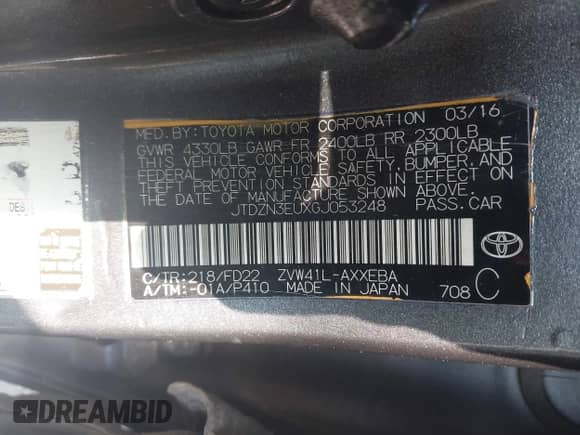 MFD.BY:TOYOTA MOTOR CORPORATION 03/16
GVWR 4330LB GAWR FR 2400LB RR 2300LB
THIS VEHICLE CONFORMS TO ALL APPLICABLE
FEDERAL MOTOR VEHICLE SAFETY,BUMPER,AND
THEFT PREVENTION STANDARDS IN EFFECT ON
THE DATE OF MANUFACTURE SHOWN ABOVE.
JTDZN3EUXGJ053248 PASS.CAR
C/TR:218/FD22 ZVW41L-AXXEBA
A/TM:-01A/P410 MADE IN JAPAN 708 C
TOYOTA
DREAMBID